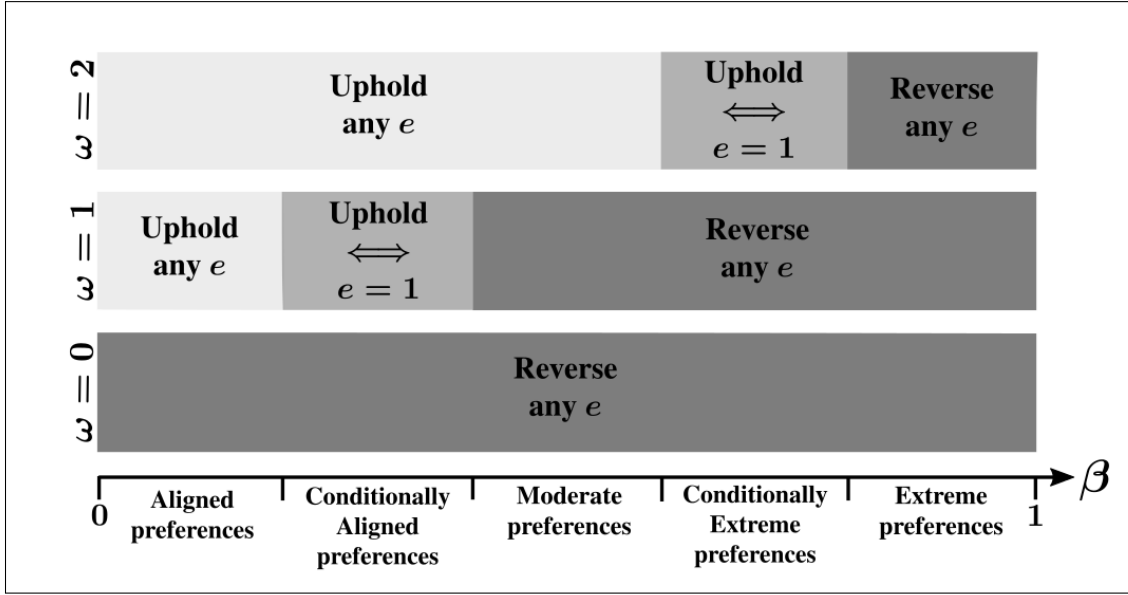 ω = 2
Uphold
any e
Uphold
⟺
e = 1
Reverse
any e
ω = 1
Uphold
any e
Uphold
⟺
e = 1
Reverse
any e
ω = 0
Reverse
any e
β
0
Aligned
preferences
Conditionally
Aligned
preferences
Moderate
preferences
Conditionally
Extreme
preferences
Extreme
preferences
1